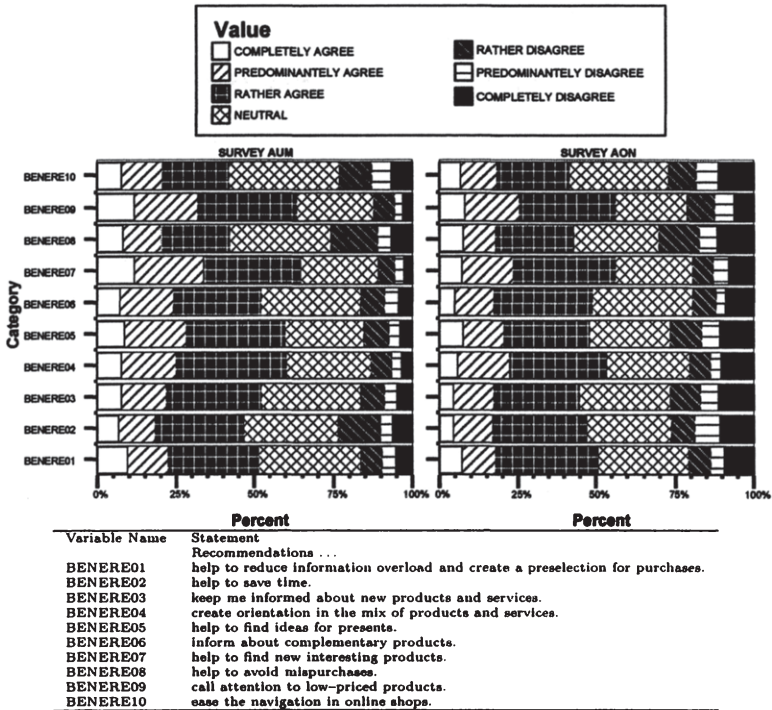 Value
COMPLETELY AGREE
PREDOMINANTELY AGREE
RATHER AGREE
NEUTRAL
RATHER DISAGREE
PREDOMINANTELY DISAGREE
COMPLETELY DISAGREE
SURVEY AUM SURVEY AON
Category
BENERE10
BENERE09
BENERE08
BENERE07
BENERE06
BENERE05
BENERE04
BENERE03
BENERE02
BENERE01
0% 25% 50% 75% 100% 0% 25% 50% 75% 100%
Percent Percent
Variable Name Statement
Recommendations ...
BENERE01 help to reduce information overload and create a preselection for purchases.
BENERE02 help to save time.
BENERE03 keep me informed about new products and services.
BENERE04 create orientation in the mix of products and services.
BENERE05 help to find ideas for presents.
BENERE06 inform about complementary products.
BENERE07 help to find new interesting products.
BENERE08 help to avoid mispurchases.
BENERE09 call attention to low-priced products.
BENERE10 ease the navigation in online shops.